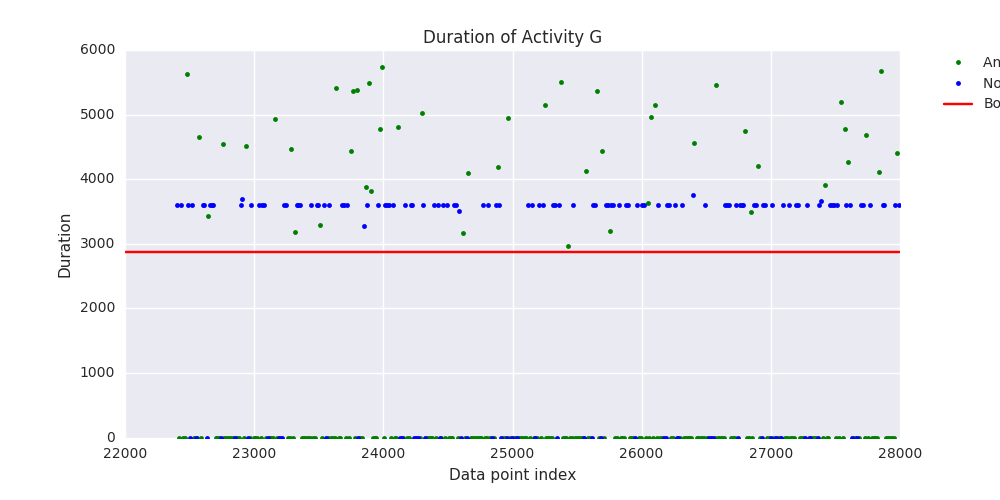 Duration of Activity G
6000
5000
4000
3000
2000
1000
0
Duration
22000 23000 24000 25000 26000 27000 28000
Data point index
An
No
Bo